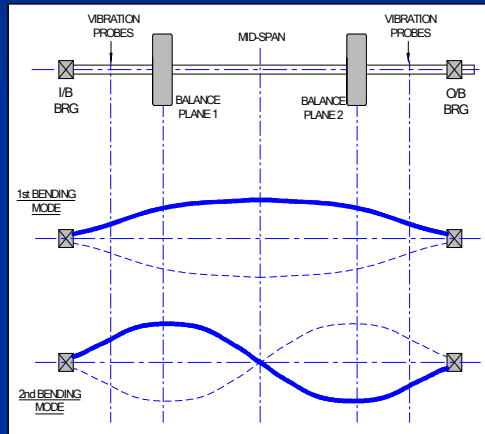 VIBRATION
PROBES
MID-SPAN
VIBRATION
PROBES
I/B
BRG
BALANCE
PLANE 1
BALANCE
PLANE 2
O/B
BRG
1st BENDING
MODE
2nd BENDING
MODE